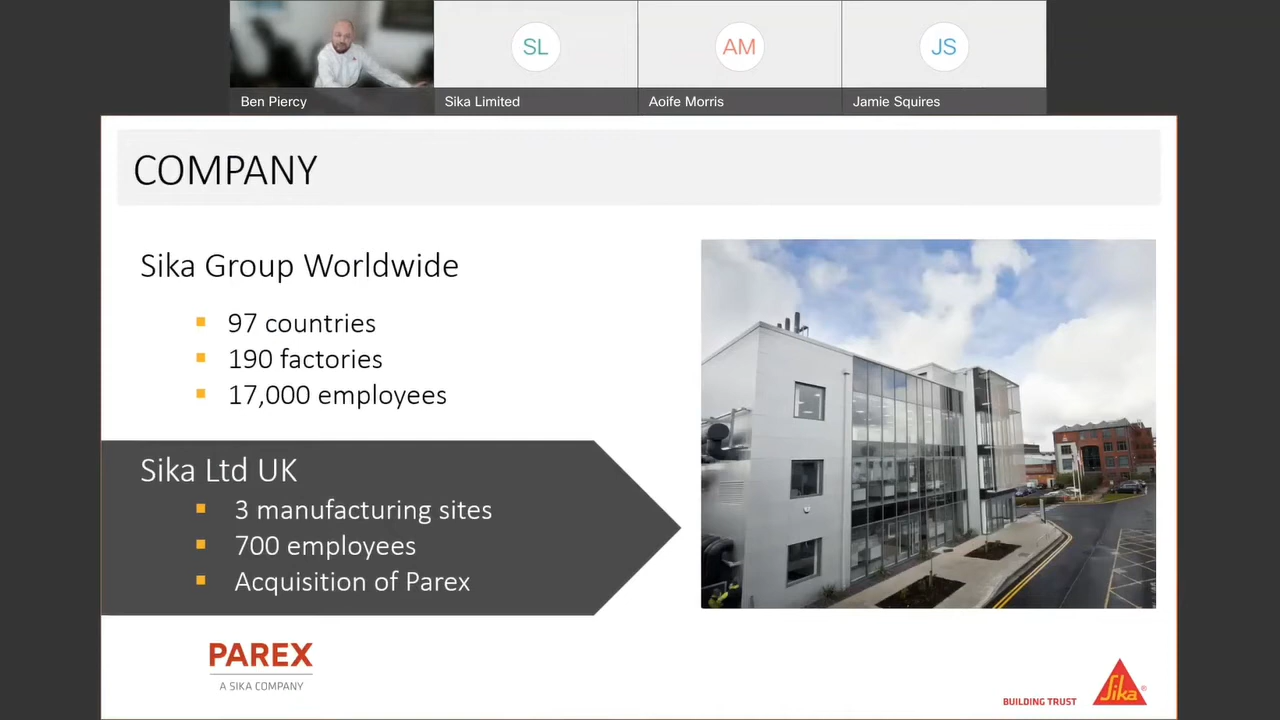 SL
AM
JS
Ben Piercy
Sika Limited
Aoife Morris
Jamie Squires
COMPANY
Sika Group Worldwide
97 countries
190 factories
17,000 employees
Sika Ltd UK
3 manufacturing sites
700 employees
Acquisition of Parex
PAREX
A SIKA COMPANY
BUILDING TRUST
Sika®